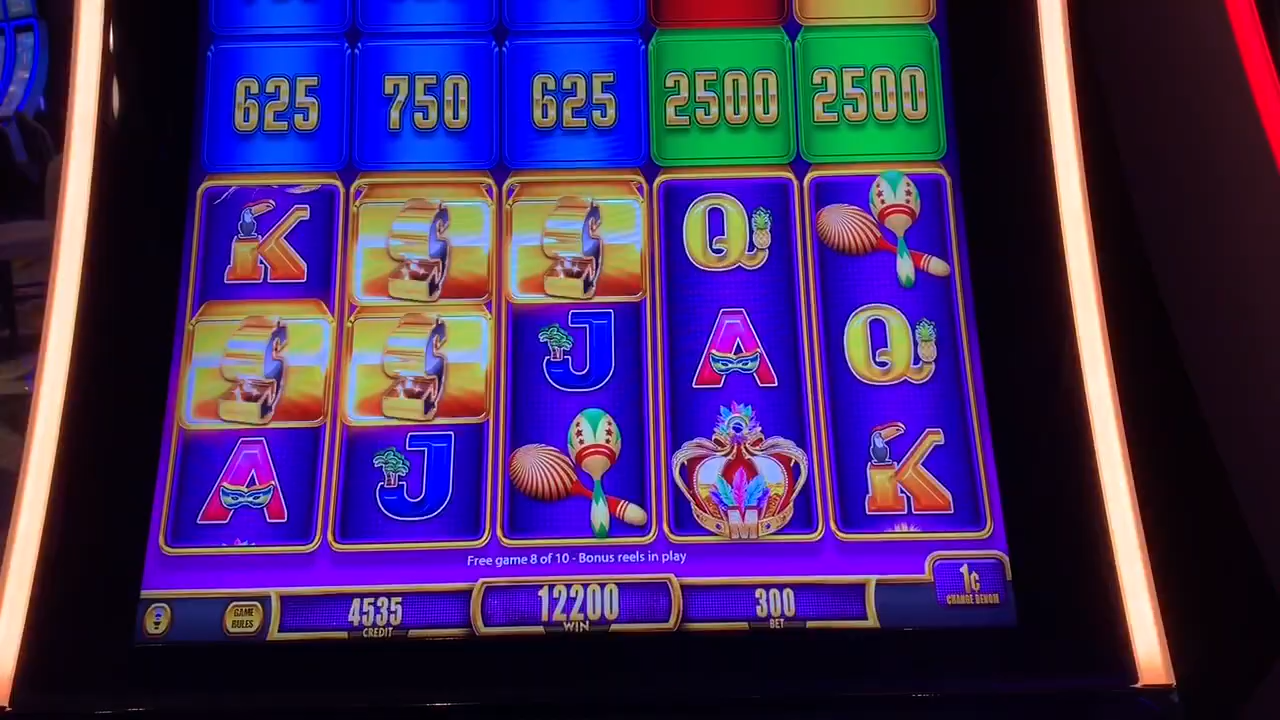 625 750 625 2500 2500
K Q
J A Q
A J K
M
Free game 8 of 10 - Bonus reels in play
GAME RULES
4535 CREDIT
12200 WIN
300 BET
1¢ CHANGE DENOM